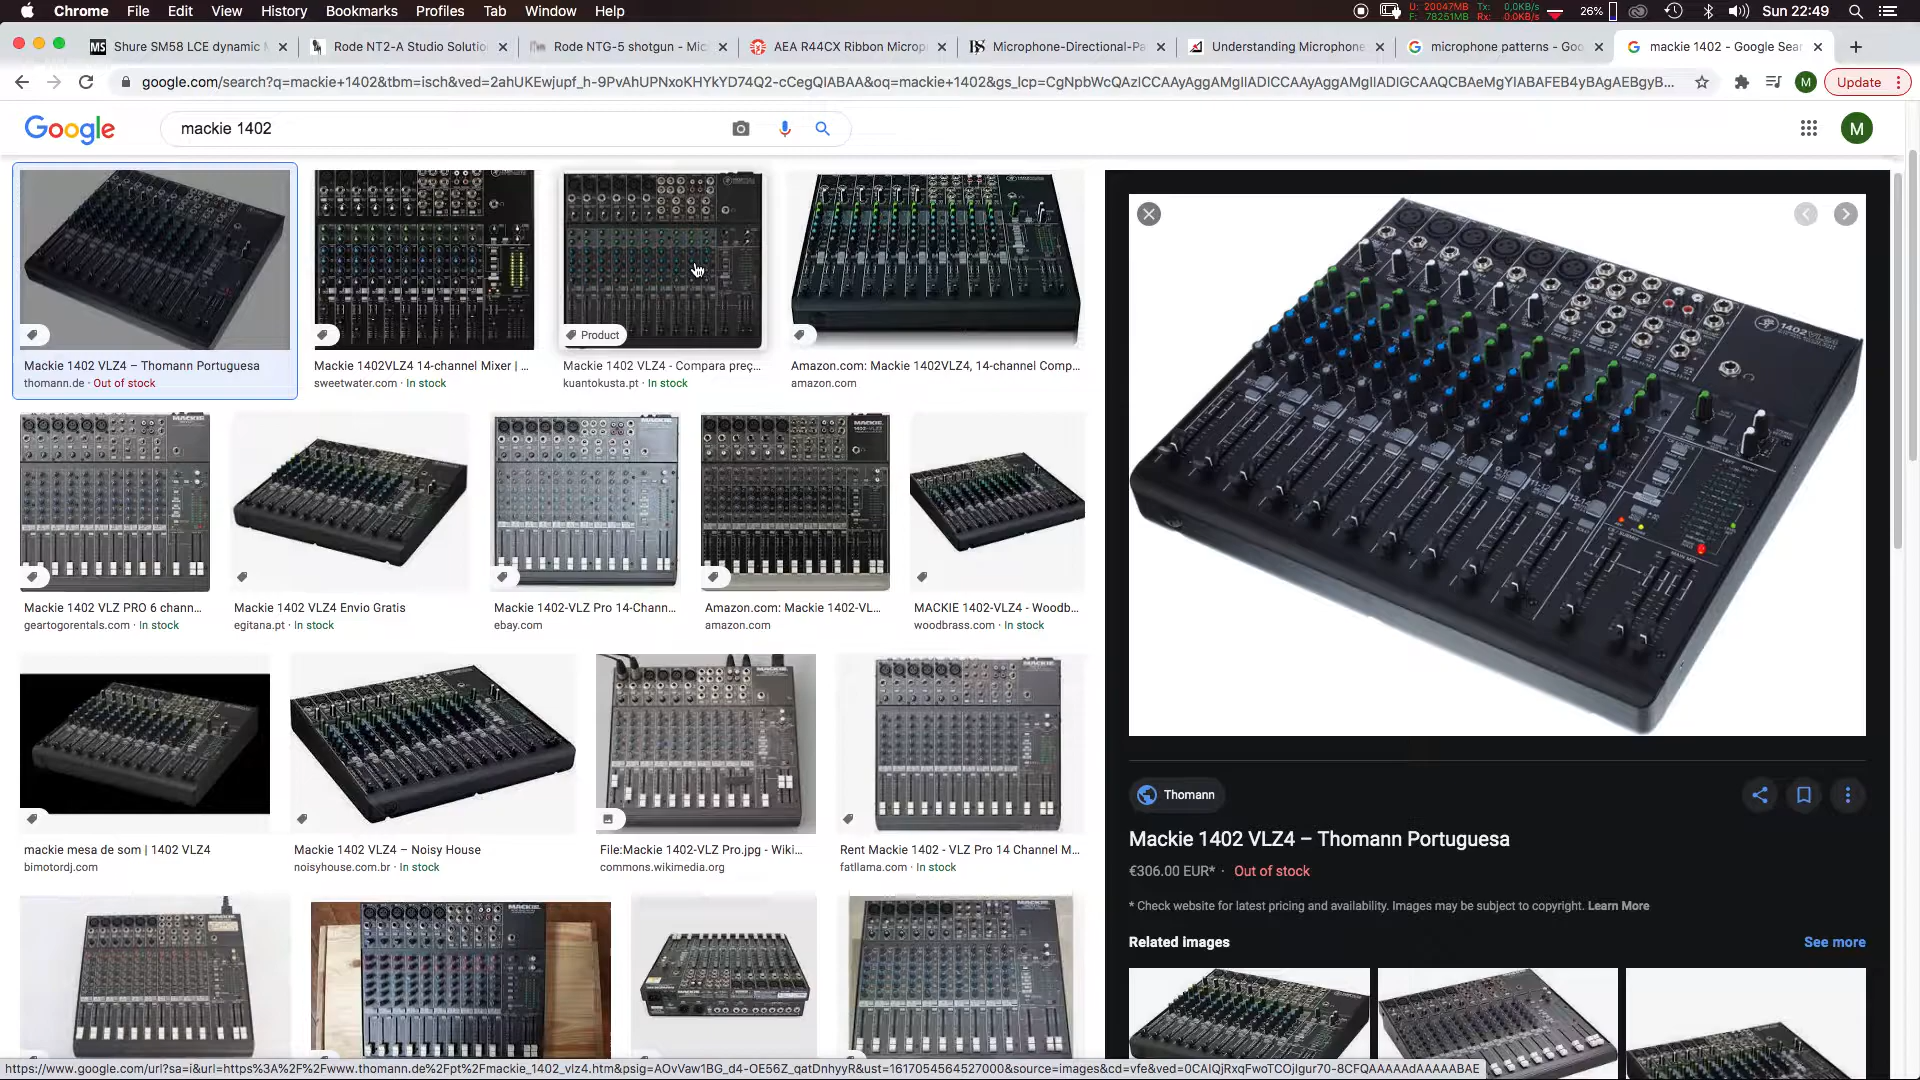 Chrome File Edit View History Bookmarks Profiles Tab Window Help
U: 20047MB Tx: 0,0KB/s
F: 78251MB Rx: 0,0KB/s
26% Sun 22:49
Shure SM58 LCE dynamic
Rode NT2-A Studio Solutio
Rode NTG-5 shotgun - Mic
AEA R44CX Ribbon Microp
Microphone-Directional-Pa
Understanding Microphone
microphone patterns - Goo
mackie 1402 - Google Sear
google.com/search?q=mackie+1402&tbm=isch&ved=2ahUKEwjupf_h-9PvAhUPNxoKHYkYD74Q2-cCegQIABAA&oq=mackie+1402&gs_lcp=CgNpbWcQAzICCAAyAggAMgIIADICCAAyAggAMgIIADIGCAAQCBAeMgYIABAFEB4yBAgAEBgyB...
M Update
Google
mackie 1402
M
Mackie 1402 VLZ4 – Thomann Portuguesa
thomann.de · Out of stock
Mackie 1402VLZ4 14-channel Mixer | ...
sweetwater.com · In stock
Product
Mackie 1402 VLZ4 - Compara preç...
kuantokusta.pt · In stock
Amazon.com: Mackie 1402VLZ4, 14-channel Comp...
amazon.com
Mackie 1402 VLZ PRO 6 chann...
geartogorentals.com · In stock
Mackie 1402 VLZ4 Envio Gratis
egitana.pt · In stock
Mackie 1402-VLZ Pro 14-Chann...
ebay.com
Amazon.com: Mackie 1402-VL...
amazon.com
MACKIE 1402-VLZ4 - Woodb...
woodbrass.com · In stock
mackie mesa de som | 1402 VLZ4
bimotordj.com
Mackie 1402 VLZ4 – Noisy House
noisyhouse.com.br · In stock
File:Mackie 1402-VLZ Pro.jpg - Wiki...
commons.wikimedia.org
Rent Mackie 1402 - VLZ Pro 14 Channel M...
fatllama.com · In stock
Thomann
Mackie 1402 VLZ4 – Thomann Portuguesa
€306.00 EUR* · Out of stock
* Check website for latest pricing and availability. Images may be subject to copyright. Learn More
Related images
See more
https://www.google.com/url?sa=i&url=https%3A%2F%2Fwww.thomann.de%2Fpt%2Fmackie_1402_vlz4.htm&psig=AOvVaw1BG_d4-OE56Z_qatDnhyyR&ust=1617054564527000&source=images&cd=vfe&ved=0CAIQjRxqFwoTCOjIgur70-8CFQAAAAAdAAAAABAE